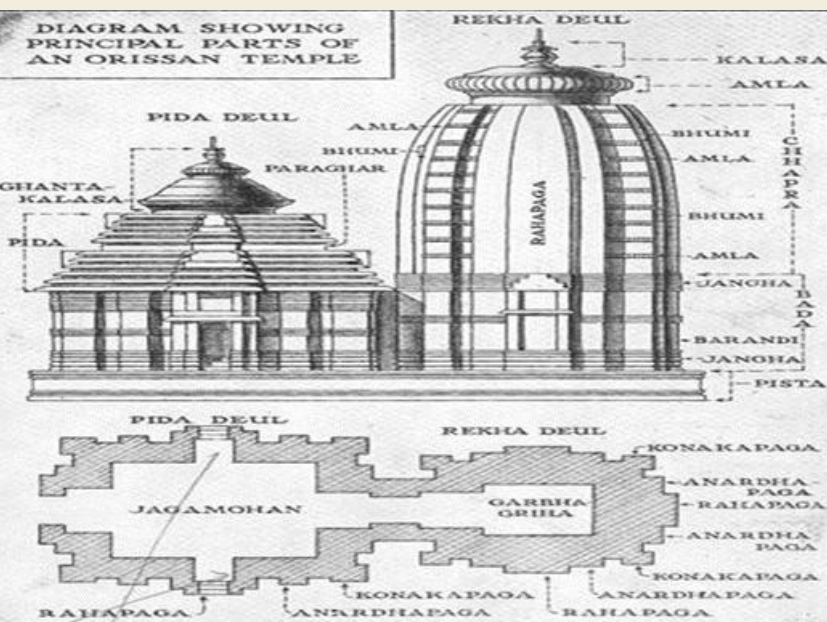 DIAGRAM SHOWING
PRINCIPAL PARTS OF
AN ORISSAN TEMPLE
REKHA DEUL
KALASA
AMLA
PIDA DEUL
AMLA
BHUMI
PARAGHAR
GHANTA-
KALASA
PIDA
RAHAPAGA
BHUMI
AMLA
BHUMI
AMLA
CHHAPRA
JANGHA
BADA
BARANDI
JANGHA
PISTA
PIDA DEUL
REKHA DEUL
KONAKAPAGA
ANARDHA-
PAGA
RAHAPAGA
ANARDHA
PAGA
KONAKAPAGA
JAGAMOHAN
GARBHA-
GRIHA
KONAKAPAGA
ANARDHAPAGA
RAHAPAGA
ANARDHAPAGA
RAHAPAGA